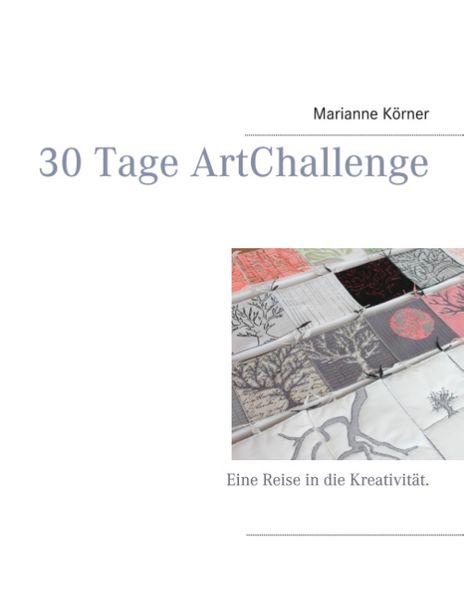 Marianne Körner
30 Tage ArtChallenge
Eine Reise in die Kreativität.